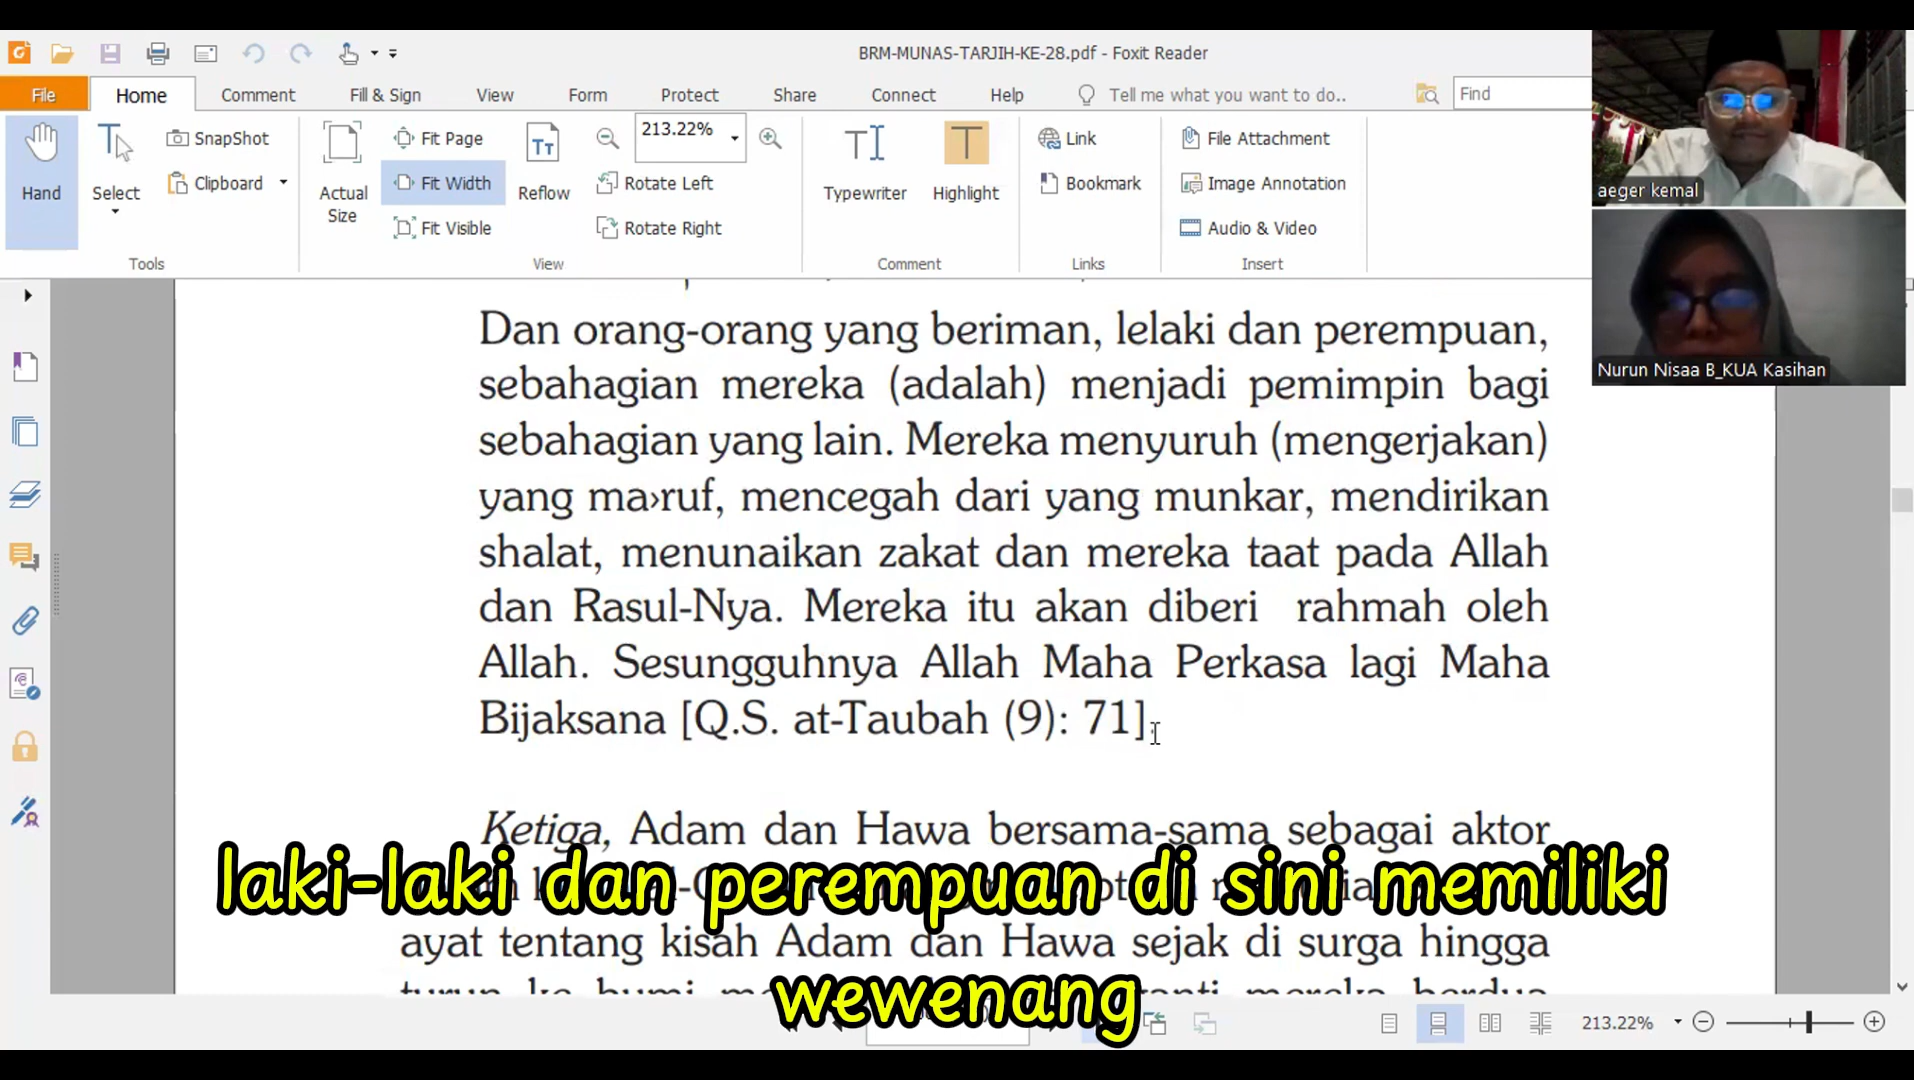 BRM-MUNAS-TARJIH-KE-28.pdf - Foxit Reader
File Home Comment Fill & Sign View Form Protect Share Connect Help Tell me what you want to do.. Find
Hand
Select
SnapShot
Clipboard
Tools
Actual Size
Fit Page
Fit Width
Fit Visible
Reflow
213.22%
Rotate Left
Rotate Right
View
Typewriter
Highlight
Comment
Link
Bookmark
Links
File Attachment
Image Annotation
Audio & Video
Insert
aeger kemal
Nurun Nisaa B_KUA Kasihan
Dan orang-orang yang beriman, lelaki dan perempuan,
sebahagian mereka (adalah) menjadi pemimpin bagi
sebahagian yang lain. Mereka menyuruh (mengerjakan)
yang ma›ruf, mencegah dari yang munkar, mendirikan
shalat, menunaikan zakat dan mereka taat pada Allah
dan Rasul-Nya. Mereka itu akan diberi rahmah oleh
Allah. Sesungguhnya Allah Maha Perkasa lagi Maha
Bijaksana [Q.S. at-Taubah (9): 71].
Ketiga, Adam dan Hawa bersama-sama sebagai aktor
laki-laki dan perempuan di sini memiliki
ayat tentang kisah Adam dan Hawa sejak di surga hingga
wewenang
213.22%